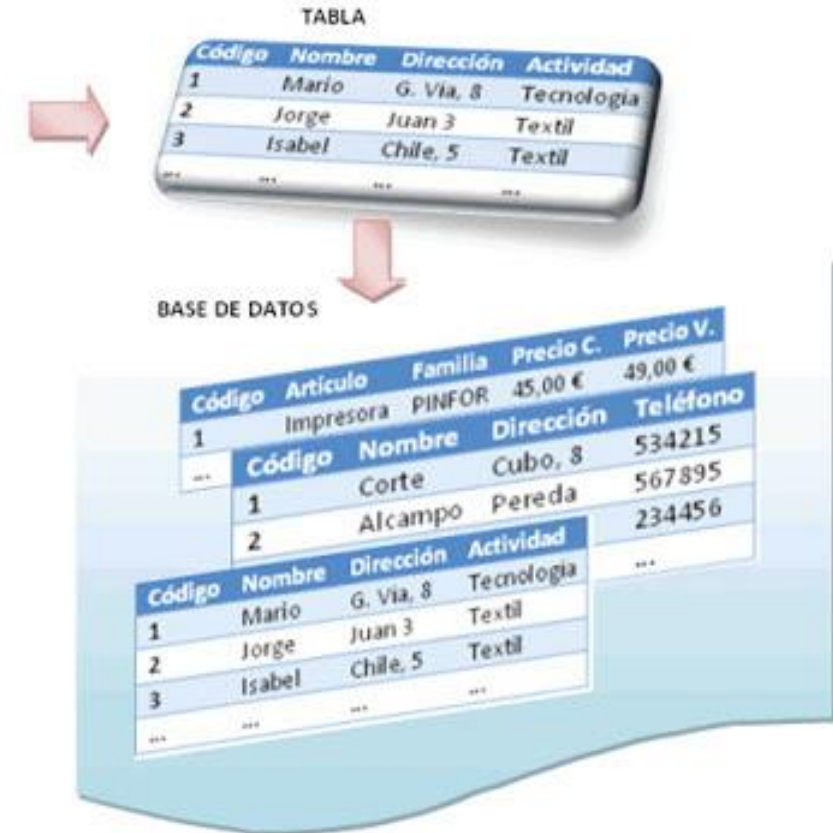 TABLA
Código Nombre Dirección Actividad
1 Mario G. Via, 8 Tecnologia
2 Jorge Juan 3 Textil
3 Isabel Chile, 5 Textil
... ... ... ...
BASE DE DATOS
Código Artículo Familia Precio C. Precio V.
1 Impresora PINFOR 45,00 € 49,00 €
...
Código Nombre Dirección Teléfono
1 Corte Cubo, 8 534215
2 Alcampo Pereda 567895
234456
...
Código Nombre Dirección Actividad
1 Mario G. Via, 8 Tecnologia
2 Jorge Juan 3 Textil
3 Isabel Chile, 5 Textil
... ... ... ...